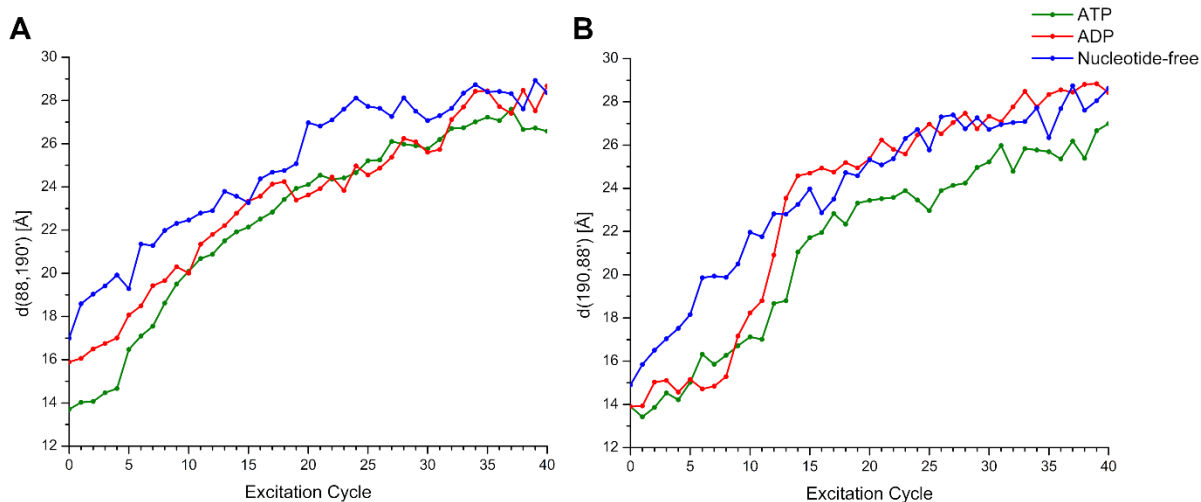 A
d(88,190') [Å]
30
28
26
24
22
20
18
16
14
12
0 5 10 15 20 25 30 35 40
Excitation Cycle
B
ATP
ADP
Nucleotide-free
d(190,88') [Å]
30
28
26
24
22
20
18
16
14
12
0 5 10 15 20 25 30 35 40
Excitation Cycle